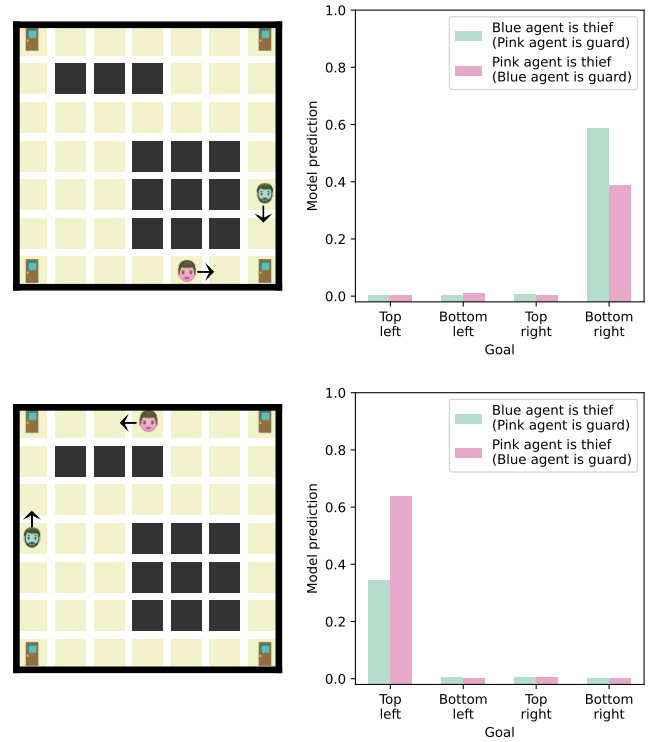 1.0
0.8
0.6
0.4
0.2
0.0
Model prediction
Blue agent is thief
(Pink agent is guard)
Pink agent is thief
(Blue agent is guard)
Top
left
Bottom
left
Top
right
Bottom
right
Goal
1.0
0.8
0.6
0.4
0.2
0.0
Model prediction
Blue agent is thief
(Pink agent is guard)
Pink agent is thief
(Blue agent is guard)
Top
left
Bottom
left
Top
right
Bottom
right
Goal